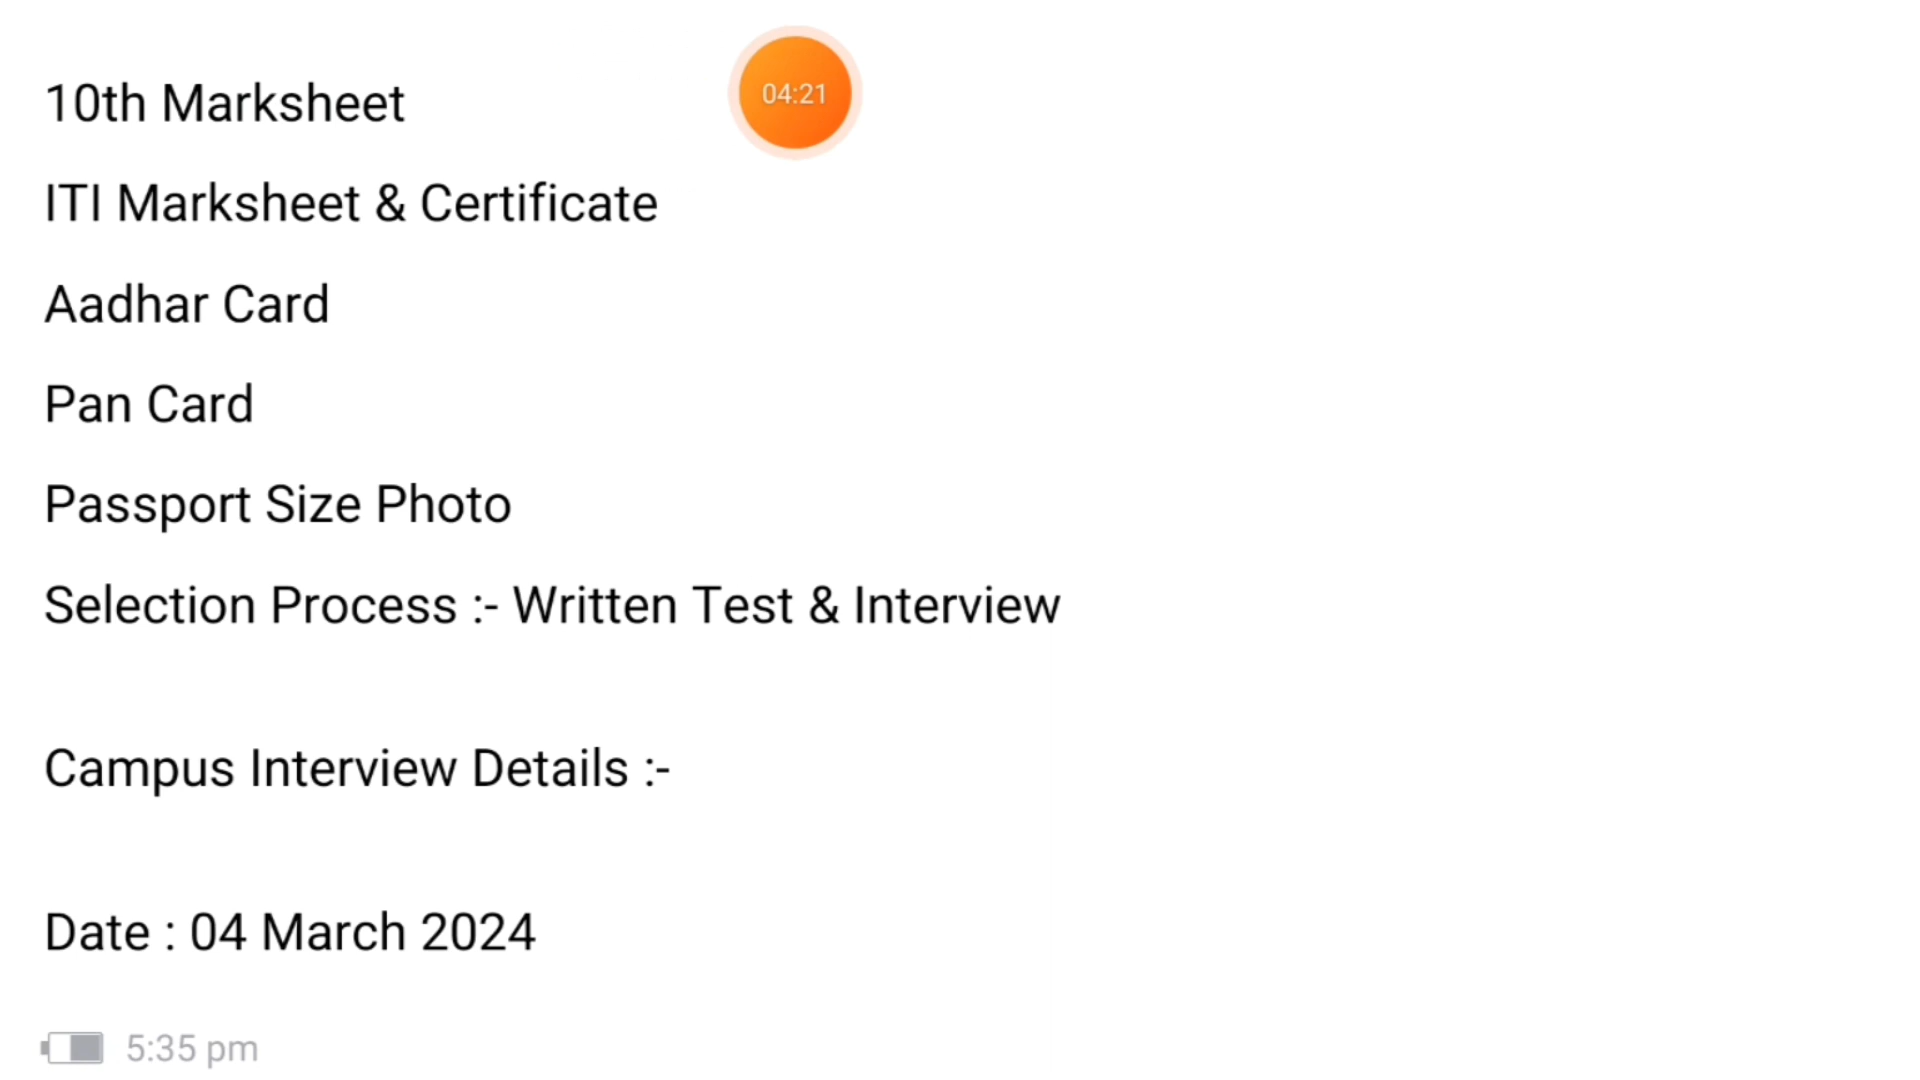 10th Marksheet
04:21
ITI Marksheet & Certificate
Aadhar Card
Pan Card
Passport Size Photo
Selection Process :- Written Test & Interview
Campus Interview Details :-
Date : 04 March 2024
5:35 pm